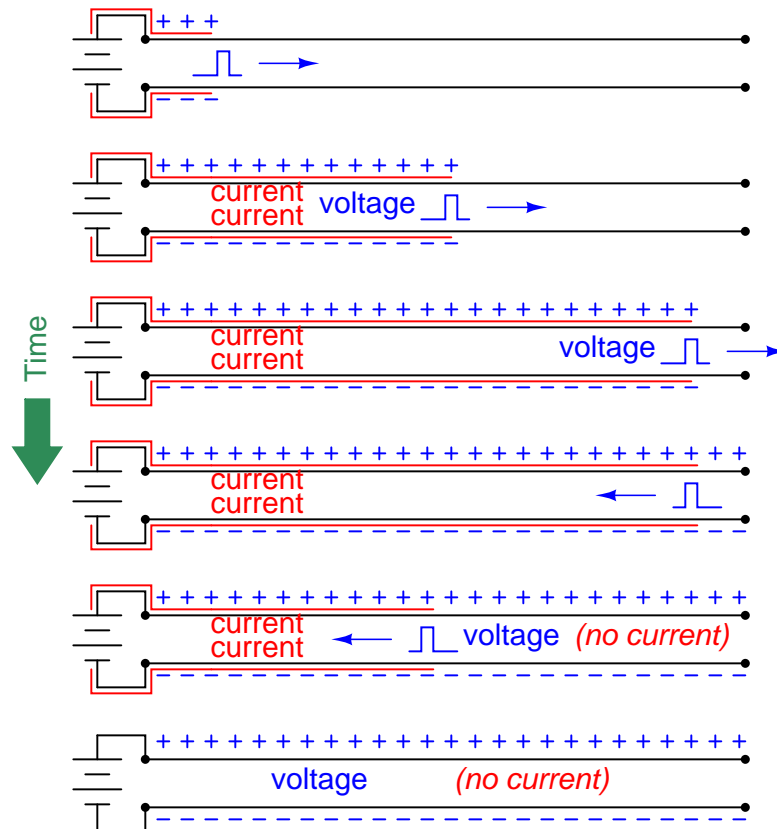 + + +
− − −
+ + + + + + + + + + + + +
current
current voltage
− − − − − − − − − − − − −
+ + + + + + + + + + + + + + + + + + + + + + +
current
current voltage
− − − − − − − − − − − − − − − − − − − − − − −
Time
+ + + + + + + + + + + + + + + + + + + + + + + + +
current
current
− − − − − − − − − − − − − − − − − − − − − − − − −
+ + + + + + + + + + + + + + + + + + + + + + + + +
current
current voltage (no current)
− − − − − − − − − − − − − − − − − − − − − − − − −
+ + + + + + + + + + + + + + + + + + + + + + + + +
voltage (no current)
− − − − − − − − − − − − − − − − − − − − − − − − −